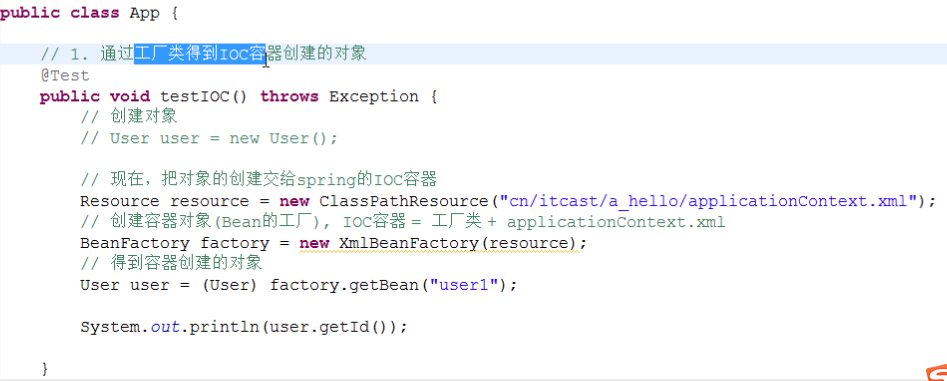 public class App {
// 1. 通过工厂类得到IOC容器创建的对象
@Test
public void testIOC() throws Exception {
// 创建对象
// User user = new User();
// 现在，把对象的创建交给spring的IOC容器
Resource resource = new ClassPathResource("cn/itcast/a_hello/applicationContext.xml");
// 创建容器对象(Bean的工厂), IOC容器 = 工厂类 + applicationContext.xml
BeanFactory factory = new XmlBeanFactory(resource);
// 得到容器创建的对象
User user = (User) factory.getBean("user1");
System.out.println(user.getId());
}